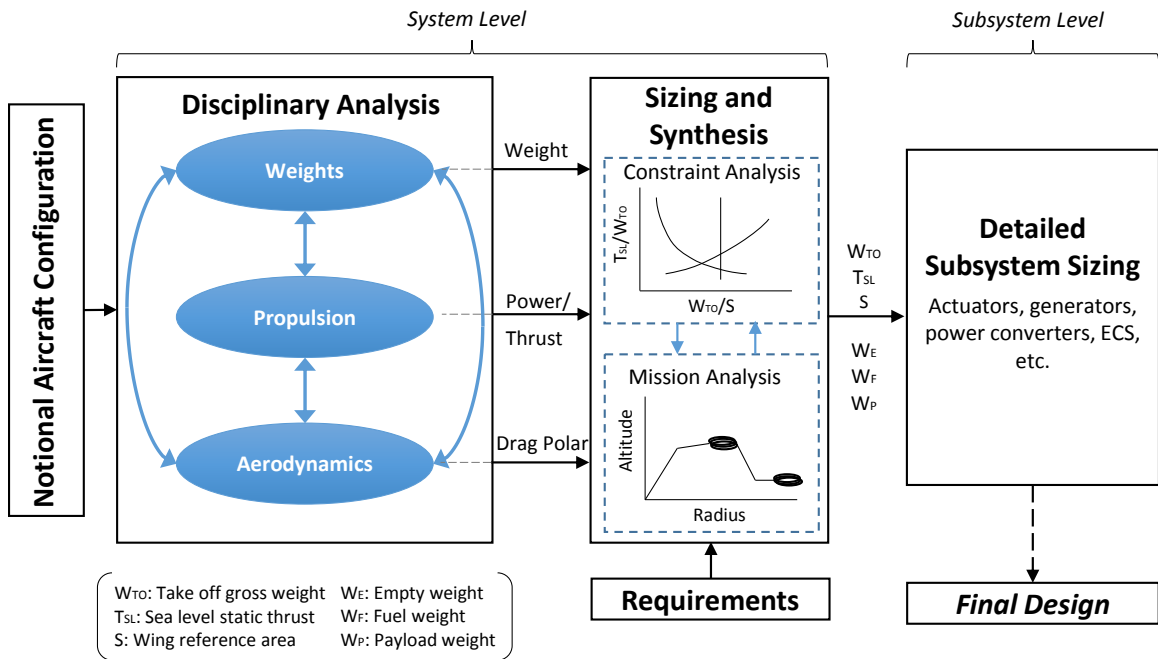 System Level
Subsystem Level
Notional Aircraft Configuration
Disciplinary Analysis
Weights
Propulsion
Aerodynamics
Weight
Power/
Thrust
Drag Polar
Sizing and
Synthesis
Constraint Analysis
TSL/WTO
WTO/S
Mission Analysis
Altitude
Radius
Requirements
WTO
TSL
S
WE
WF
WP
Detailed
Subsystem Sizing
Actuators, generators,
power converters, ECS,
etc.
Final Design
WTO: Take off gross weight
TSL: Sea level static thrust
S: Wing reference area
WE: Empty weight
WF: Fuel weight
WP: Payload weight